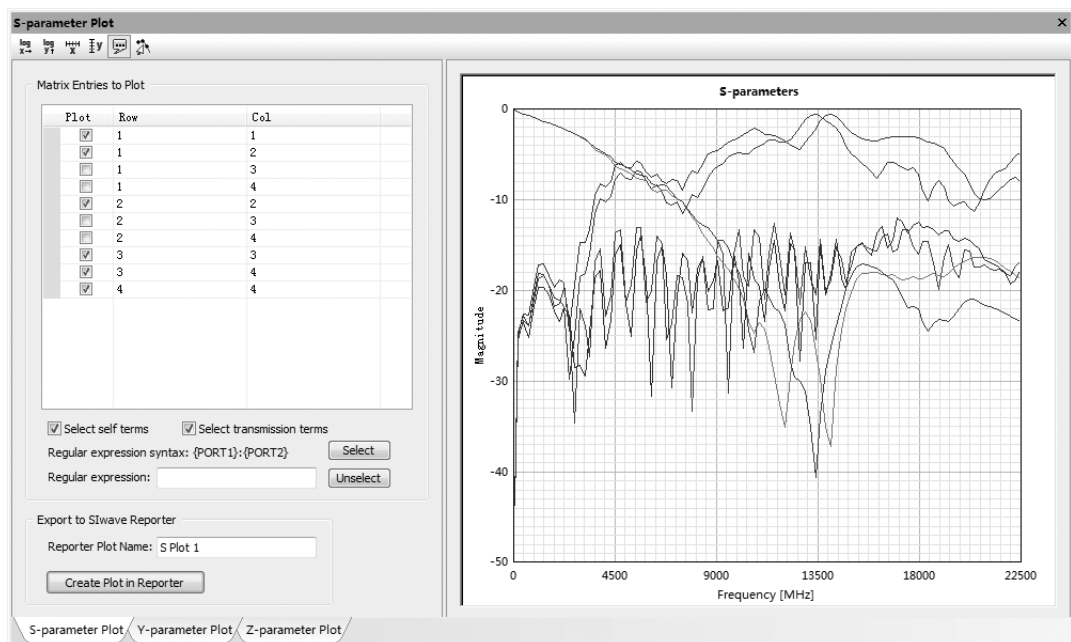 S-parameter Plot
log x→ log y↑ x y
Matrix Entries to Plot
Plot Row Col
1 1
1 2
1 3
1 4
2 2
2 3
2 4
3 3
3 4
4 4
Select self terms Select transmission terms
Regular expression syntax: {PORT1}:{PORT2} Select
Regular expression: Unselect
Export to SIwave Reporter
Reporter Plot Name: S Plot 1
Create Plot in Reporter
S-parameter Plot Y-parameter Plot Z-parameter Plot
S-parameters
0
-10
-20
-30
-40
-50
Magnitude
0 4500 9000 13500 18000 22500
Frequency [MHz]